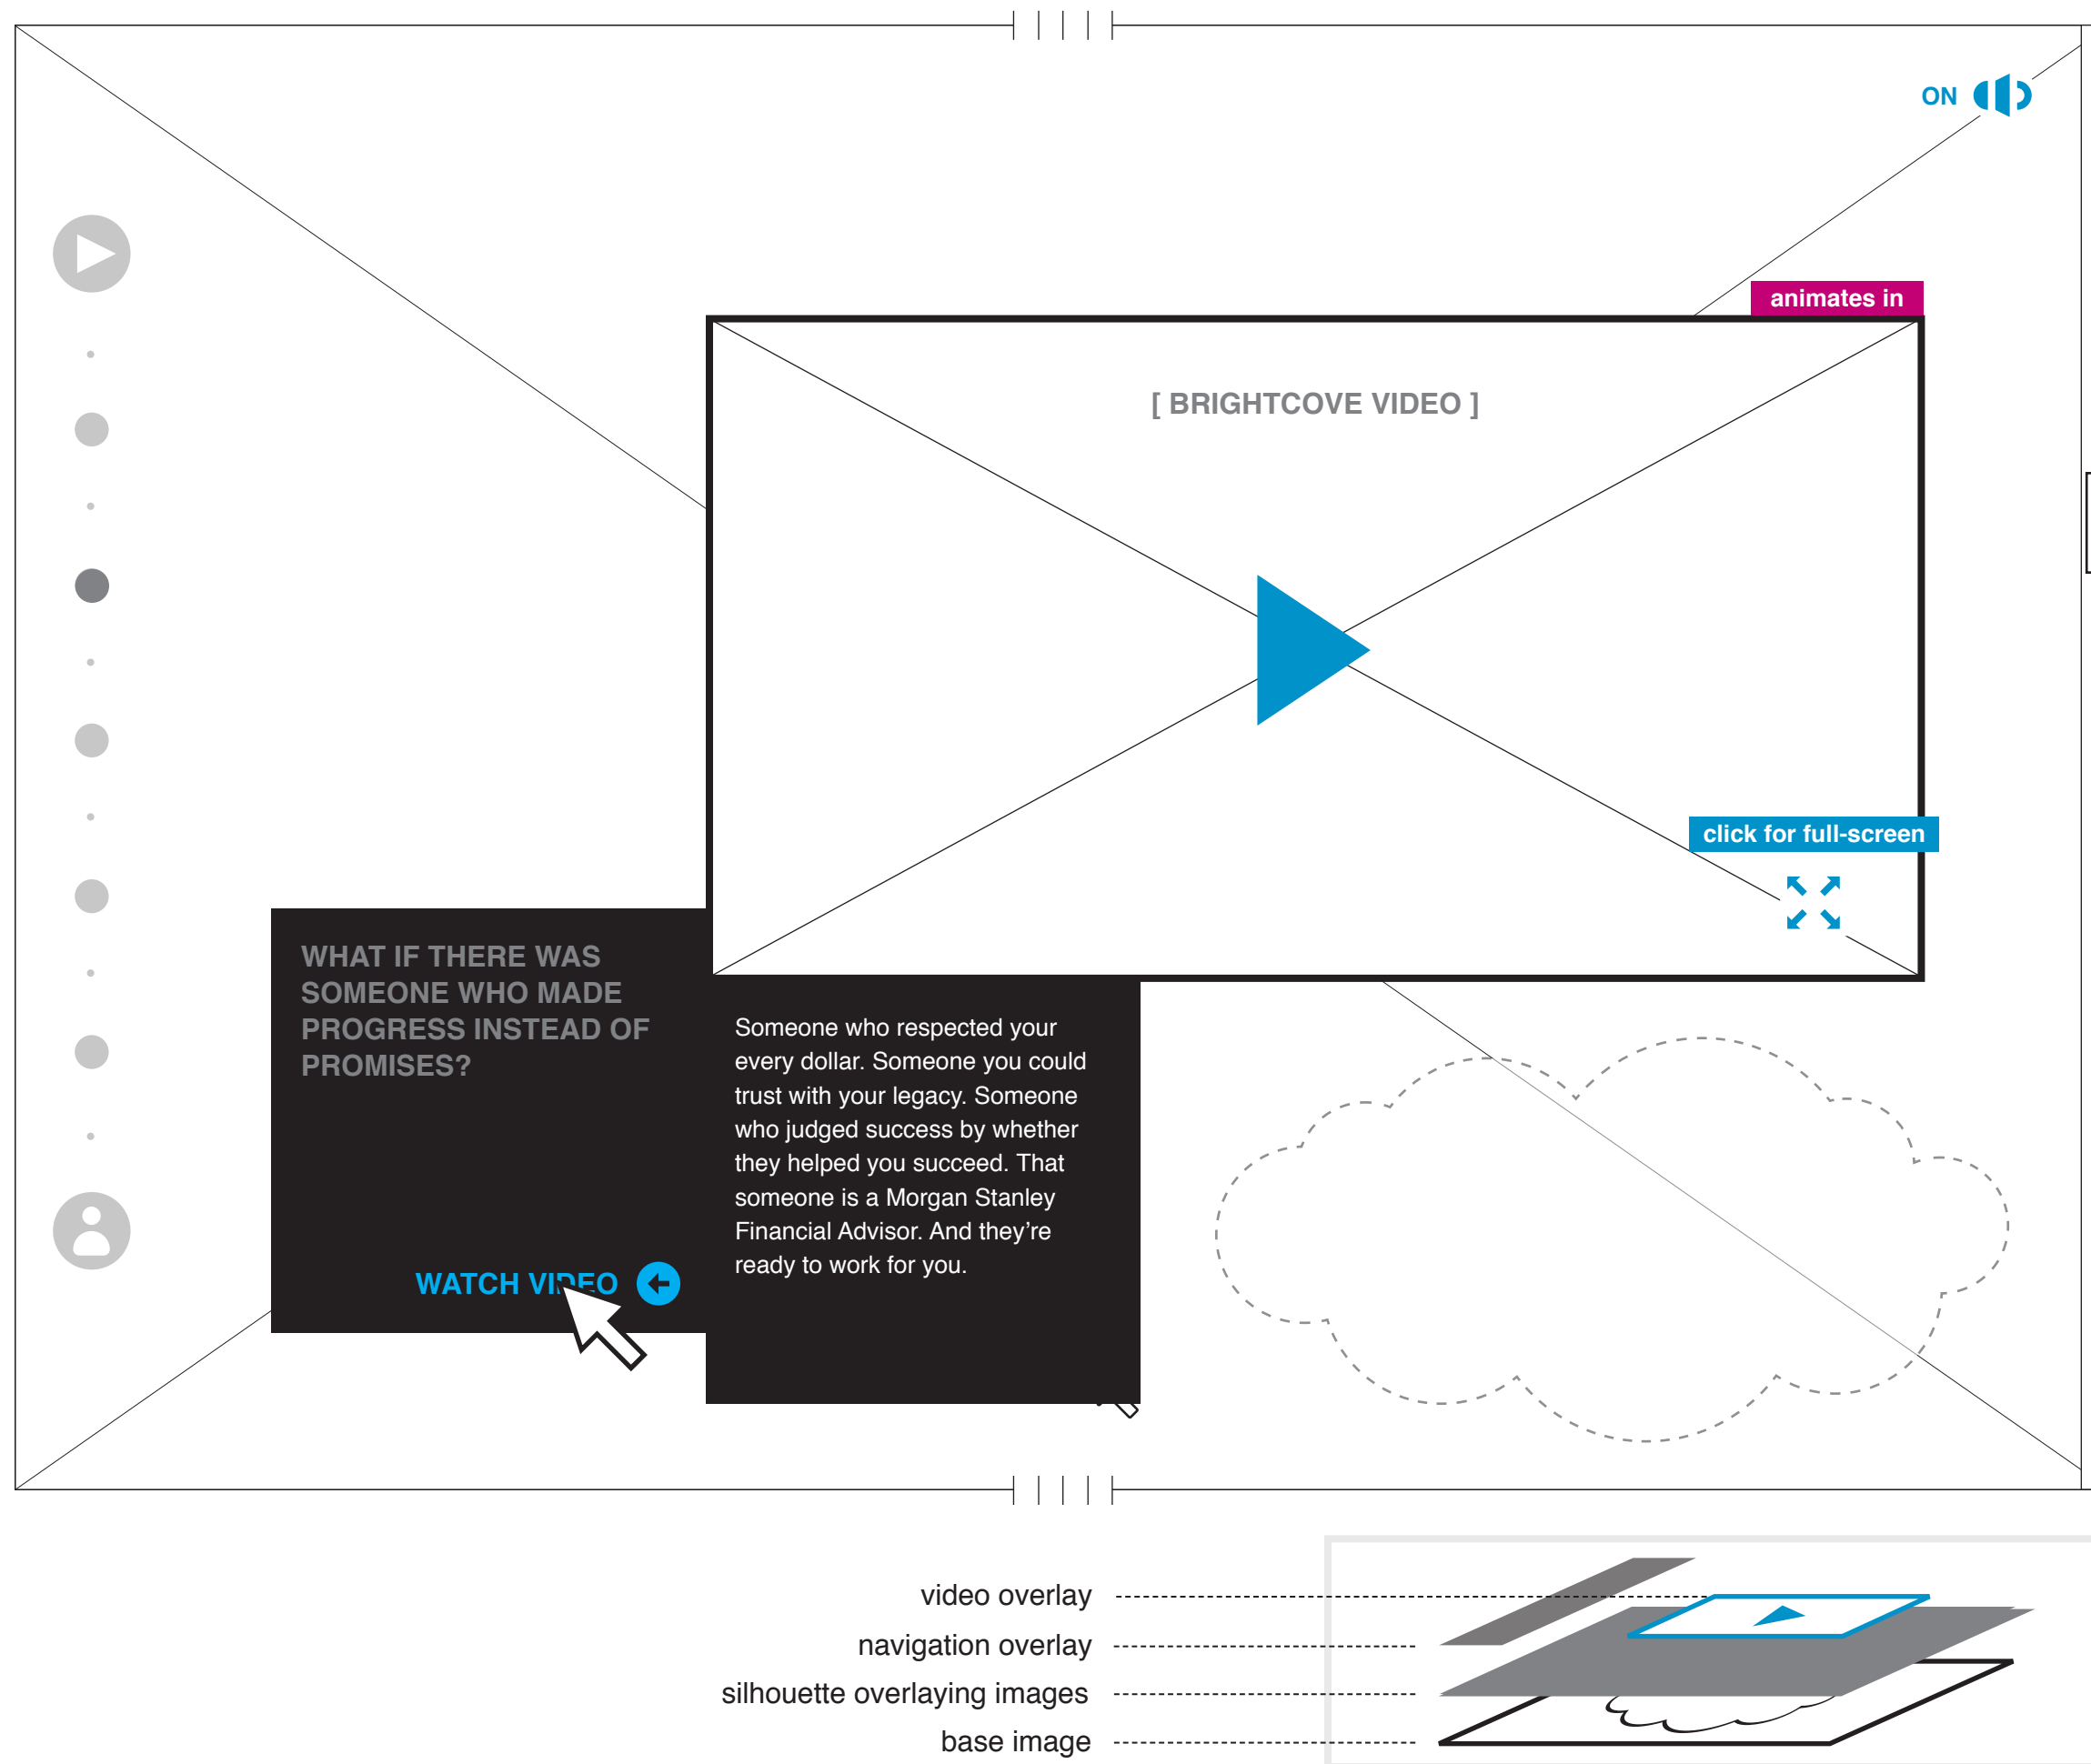 ON
animates in
[ BRIGHTCOVE VIDEO ]
click for full-screen
WHAT IF THERE WAS
SOMEONE WHO MADE
PROGRESS INSTEAD OF
PROMISES?
WATCH VIDEO
Someone who respected your
every dollar. Someone you could
trust with your legacy. Someone
who judged success by whether
they helped you succeed. That
someone is a Morgan Stanley
Financial Advisor. And they’re
ready to work for you.
video overlay
navigation overlay
silhouette overlaying images
base image